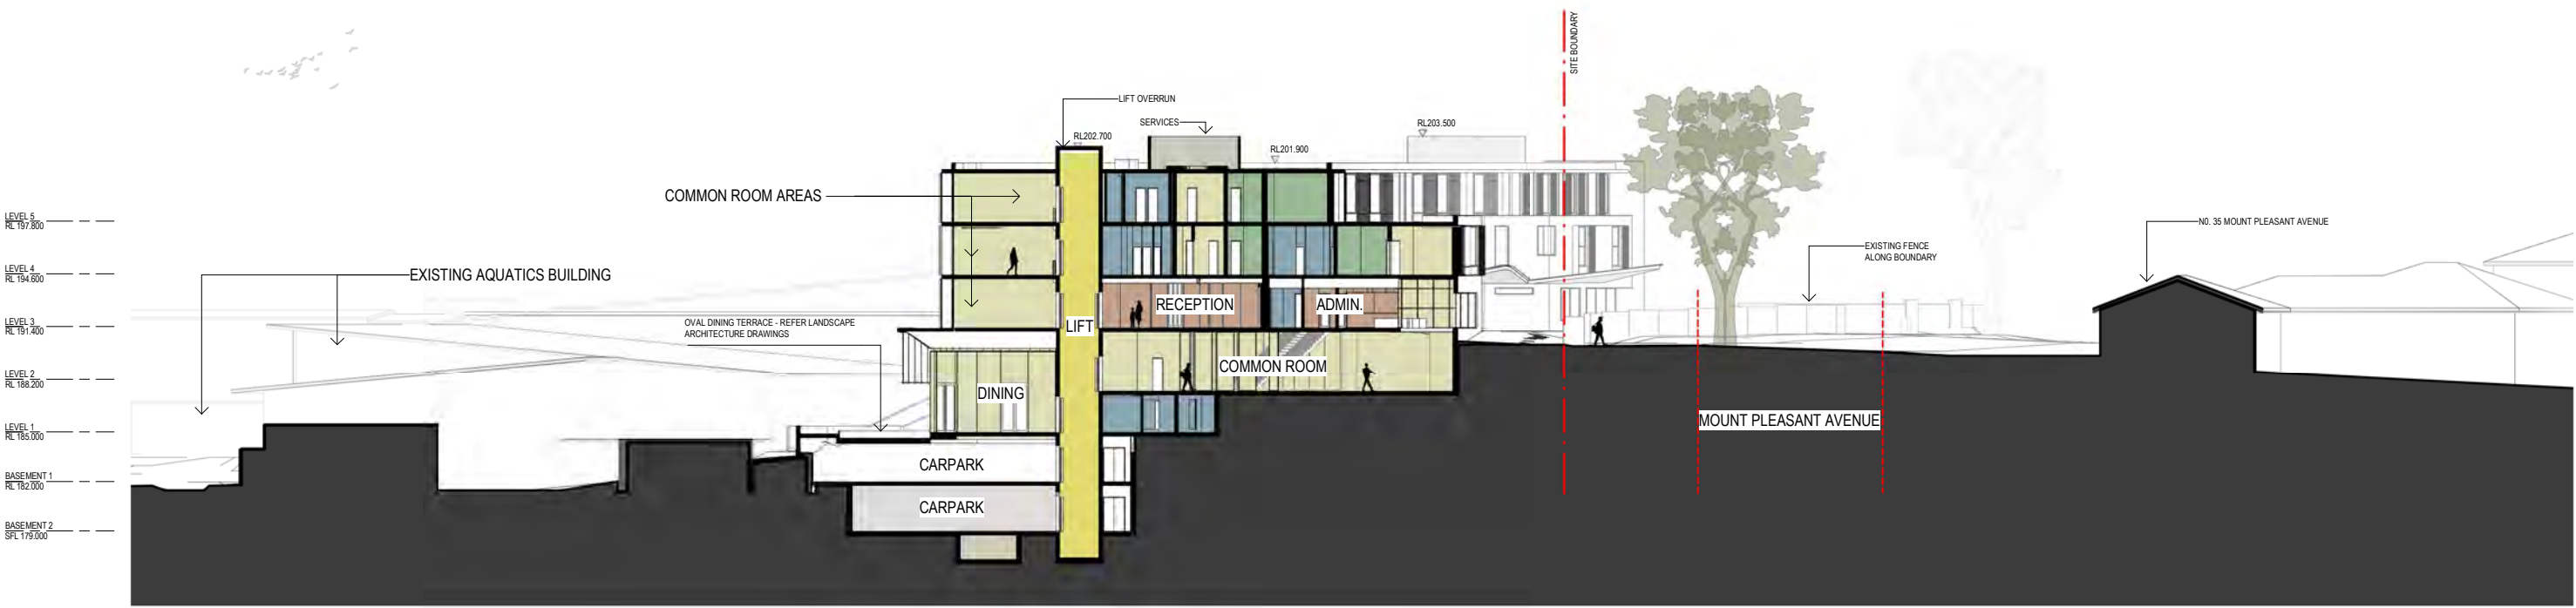 SITE BOUNDARY
LIFT OVERRUN
SERVICES
RL202.700
RL203.500
RL201.900
COMMON ROOM AREAS
LEVEL 5
RL 197.800
N0. 35 MOUNT PLEASANT AVENUE
EXISTING FENCE
ALONG BOUNDARY
LEVEL 4
RL 194.600
EXISTING AQUATICS BUILDING
RECEPTION
ADMIN.
LEVEL 3
RL 191.400
OVAL DINING TERRACE - REFER LANDSCAPE
ARCHITECTURE DRAWINGS
LIFT
COMMON ROOM
LEVEL 2
RL 188.200
DINING
MOUNT PLEASANT AVENUE
LEVEL 1
RL 185.000
CARPARK
BASEMENT 1
RL 182.000
CARPARK
BASEMENT 2
SFL 179.000